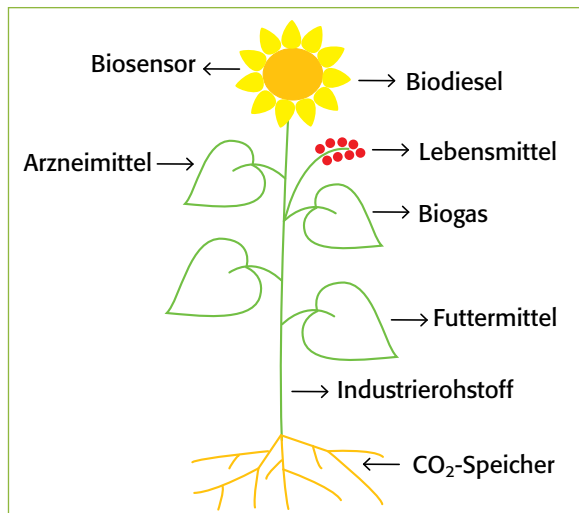 Biosensor
Biodiesel
Arzneimittel
Lebensmittel
Biogas
Futtermittel
Industrierohstoff
CO₂-Speicher